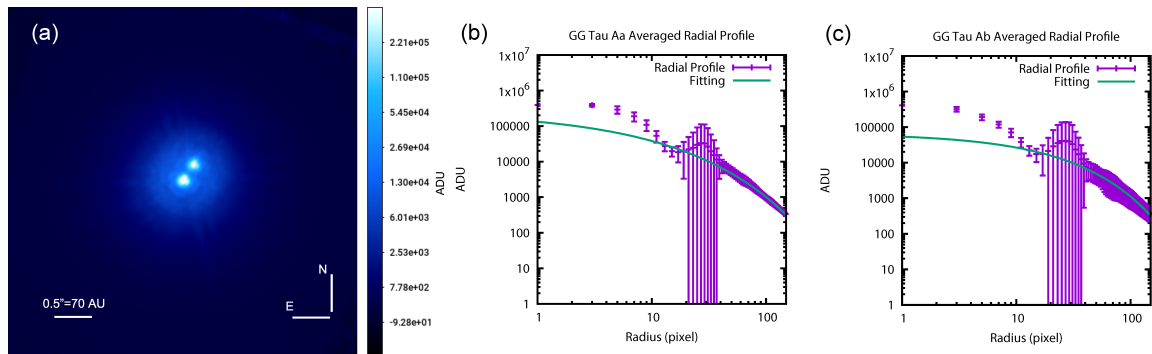 (a)
N
E
0.5"=70 AU
2.21e+05
1.10e+05
5.45e+04
2.69e+04
1.30e+04
6.01e+03
2.53e+03
7.78e+02
-9.28e+01
ADU
(b)
GG Tau Aa Averaged Radial Profile
Radial Profile
Fitting
1x10⁷
1x10⁶
100000
10000
1000
100
10
1
ADU
1
10
100
Radius (pixel)
(c)
GG Tau Ab Averaged Radial Profile
Radial Profile
Fitting
1x10⁷
1x10⁶
100000
10000
1000
100
10
1
ADU
1
10
100
Radius (pixel)